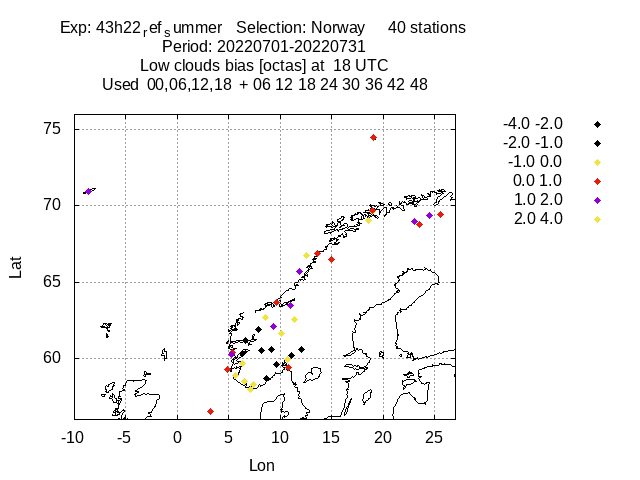 Exp: 43h22refsummer Selection: Norway 40 stations
Period: 20220701-20220731
Low clouds bias [octas] at 18 UTC
Used 00,06,12,18 + 06 12 18 24 30 36 42 48
-4.0 -2.0
-2.0 -1.0
-1.0 0.0
0.0 1.0
1.0 2.0
2.0 4.0
75
70
65
60
Lat
-10 -5 0 5 10 15 20 25
Lon